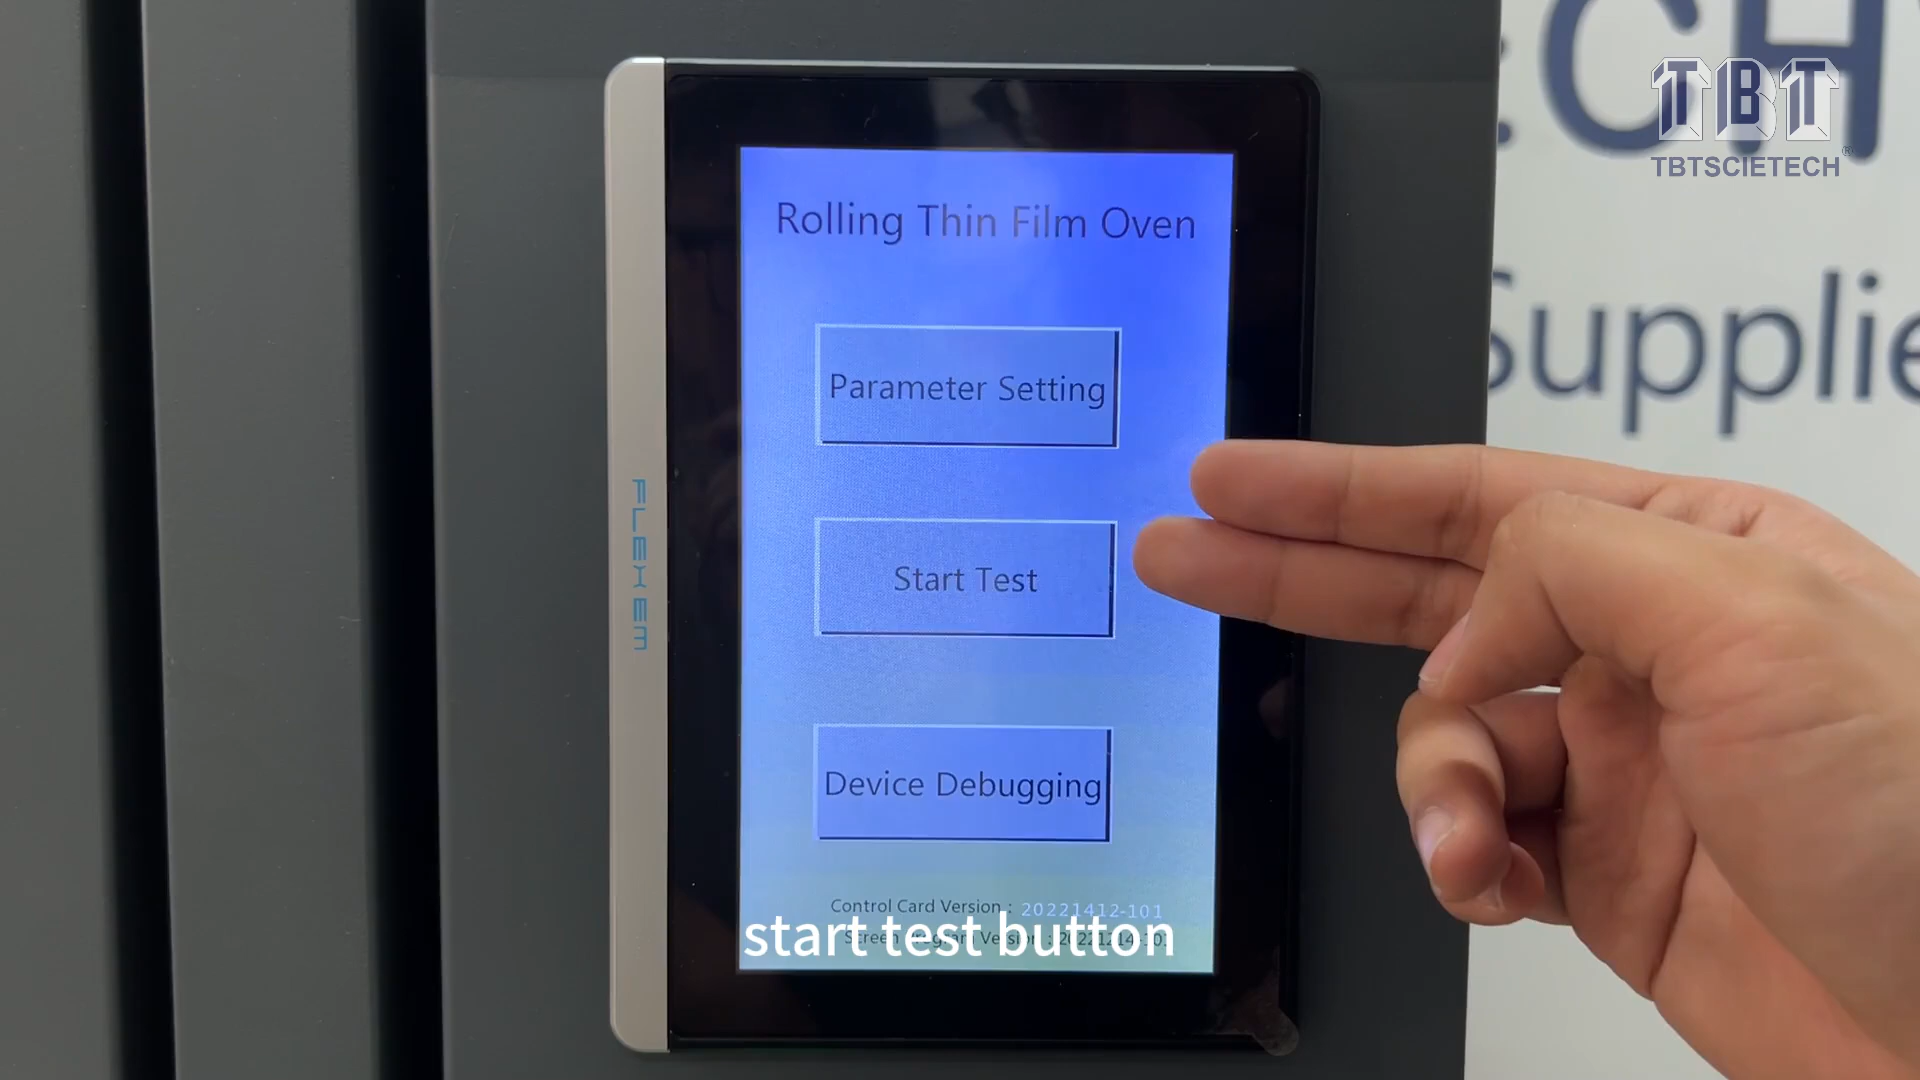 TBT
TBTSCIETECH
CH
Supplie
Rolling Thin Film Oven
Parameter Setting
Start Test
Device Debugging
FLEXEM
Control Card Version : 20221412-101
start test button